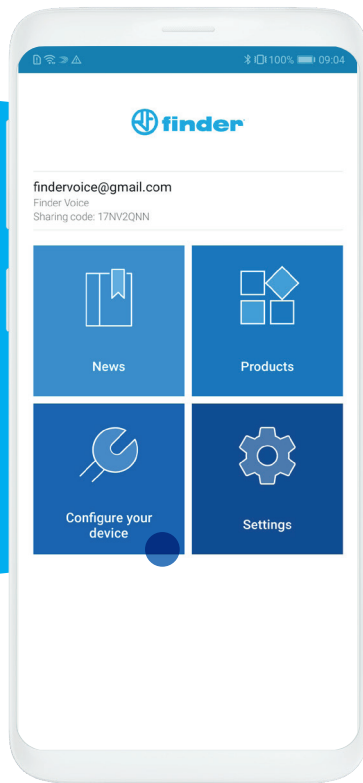 100% 09:04
finder
findervoice@gmail.com
Finder Voice
Sharing code: 17NV2QNN
News
Products
Configure your
device
Settings